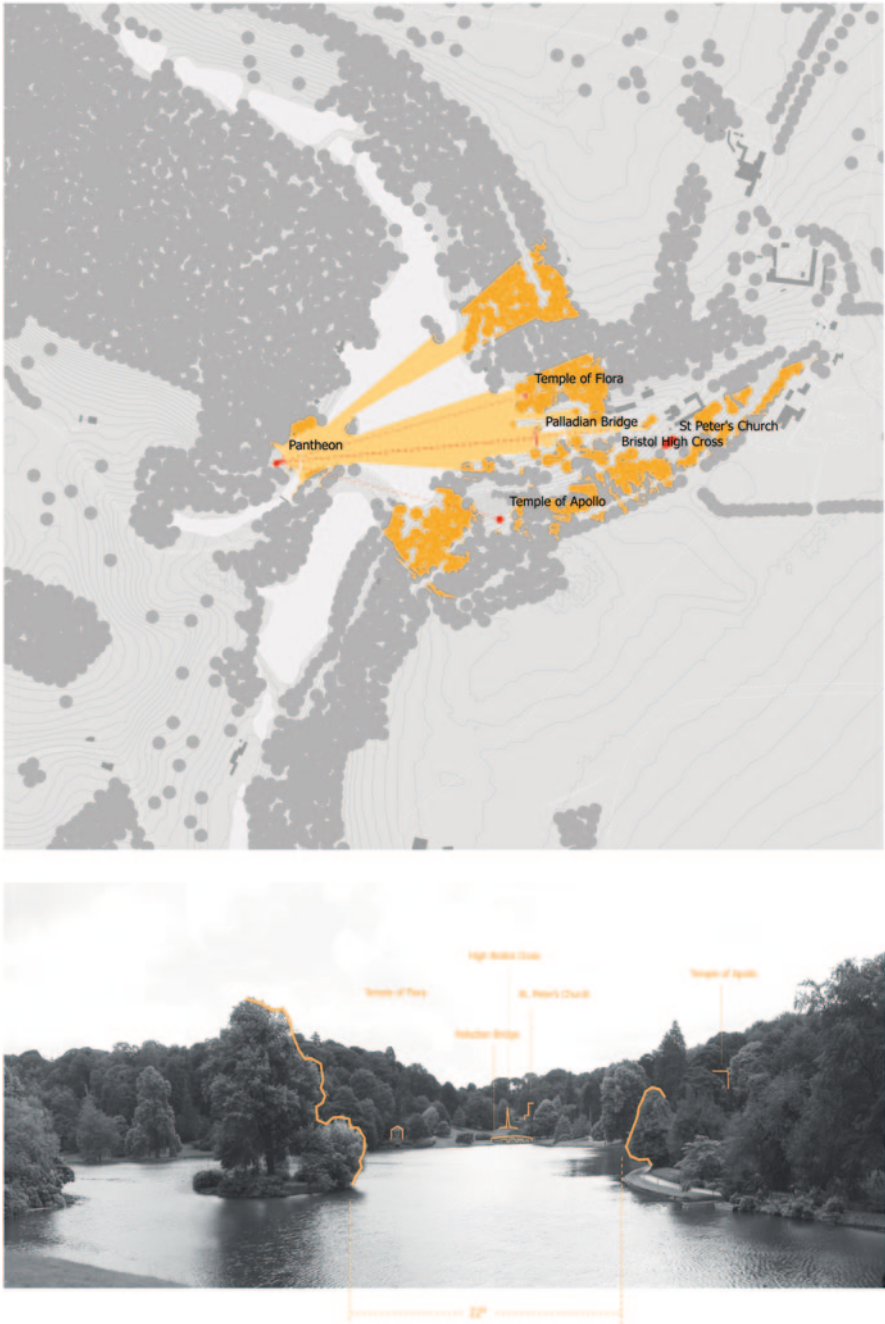 Temple of Flora
Palladian Bridge
St Peter's Church
Bristol High Cross
Pantheon
Temple of Apollo
High Bristol Cross
Temple of Apollo
Temple of Flora
St. Peter's Church
Palladian Bridge
22°